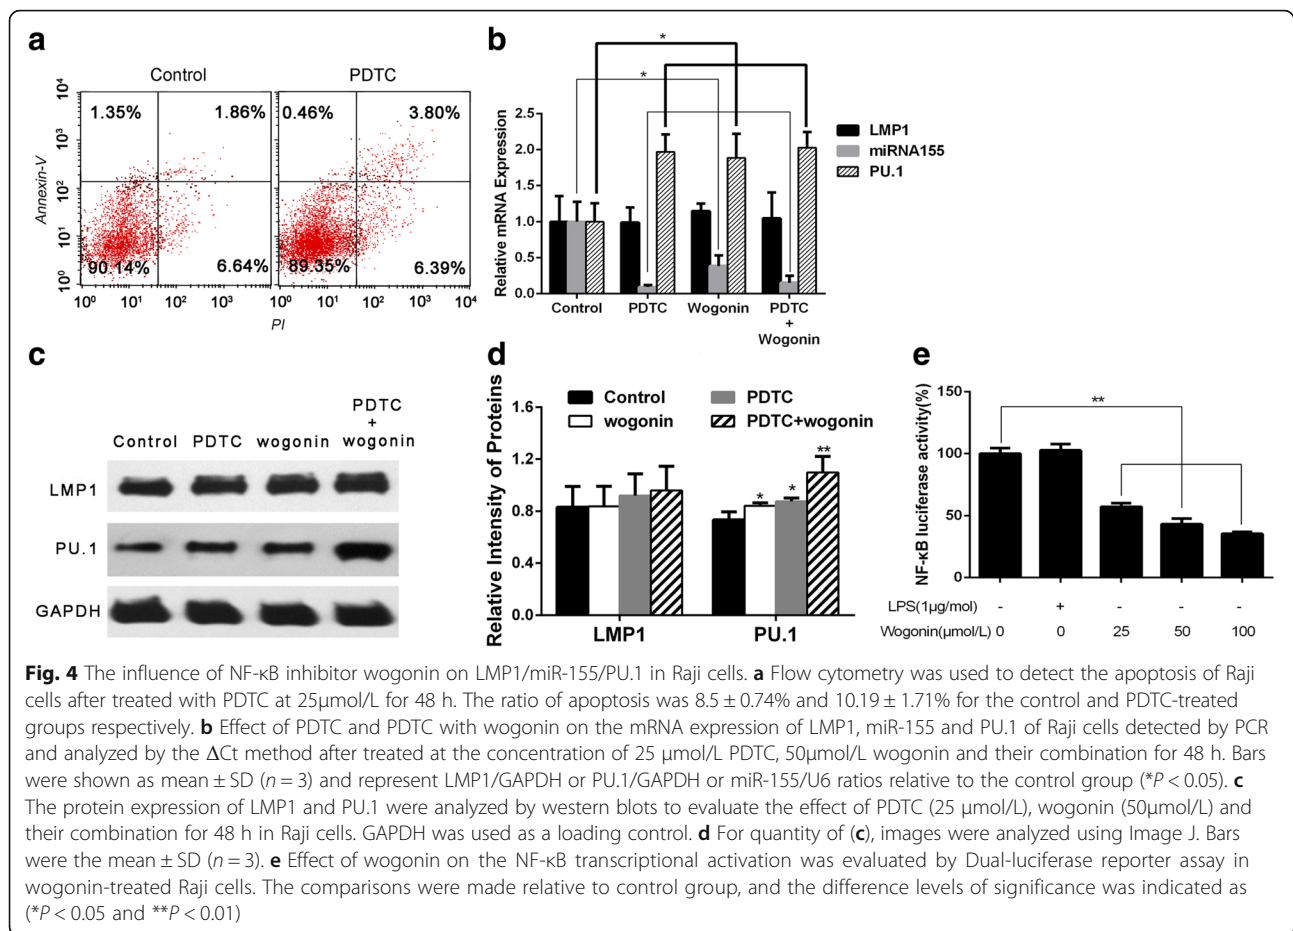 a
Control
PDTC
10⁴
10³
10²
10¹
10⁰
Annexin-V
1.35%
1.86%
90.14%
6.64%
0.46%
3.80%
89.35%
6.39%
10⁰ 10¹ 10² 10³
10⁰ 10¹ 10² 10³ 10⁴
PI
b
*
*
Relative mRNA Expression
2.5
2.0
1.5
1.0
0.5
0.0
Control
PDTC
Wogonin
PDTC
+
Wogonin
LMP1
miRNA155
PU.1
c
Control PDTC wogonin PDTC
+
wogonin
LMP1
PU.1
GAPDH
d
Relative Intensity of Proteins
1.6
1.2
0.8
0.4
0.0
Control
PDTC
wogonin
PDTC+wogonin
*
*
**
LMP1
PU.1
e
NF-κB luciferase activity(%)
150
100
50
0
**
LPS(1μg/mol) - + - - -
Wogonin(μmol/L) 0 0 25 50 100
Fig. 4 The influence of NF-κB inhibitor wogonin on LMP1/miR-155/PU.1 in Raji cells. a Flow cytometry was used to detect the apoptosis of Raji
cells after treated with PDTC at 25μmol/L for 48 h. The ratio of apoptosis was 8.5 ± 0.74% and 10.19 ± 1.71% for the control and PDTC-treated
groups respectively. b Effect of PDTC and PDTC with wogonin on the mRNA expression of LMP1, miR-155 and PU.1 of Raji cells detected by PCR
and analyzed by the ΔCt method after treated at the concentration of 25 μmol/L PDTC, 50μmol/L wogonin and their combination for 48 h. Bars
were shown as mean ± SD (n = 3) and represent LMP1/GAPDH or PU.1/GAPDH or miR-155/U6 ratios relative to the control group (*P < 0.05). c
The protein expression of LMP1 and PU.1 were analyzed by western blots to evaluate the effect of PDTC (25 μmol/L), wogonin (50μmol/L) and
their combination for 48 h in Raji cells. GAPDH was used as a loading control. d For quantity of (c), images were analyzed using Image J. Bars
were the mean ± SD (n = 3). e Effect of wogonin on the NF-κB transcriptional activation was evaluated by Dual-luciferase reporter assay in
wogonin-treated Raji cells. The comparisons were made relative to control group, and the difference levels of significance was indicated as
(*P < 0.05 and **P < 0.01)